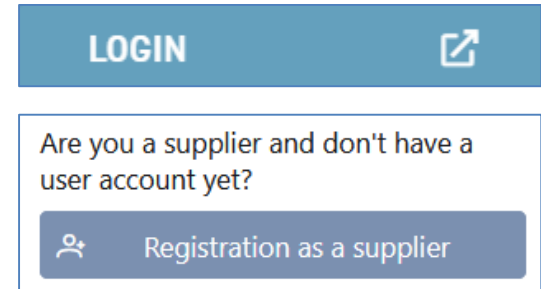 LOGIN
Are you a supplier and don't have a
user account yet?
Registration as a supplier